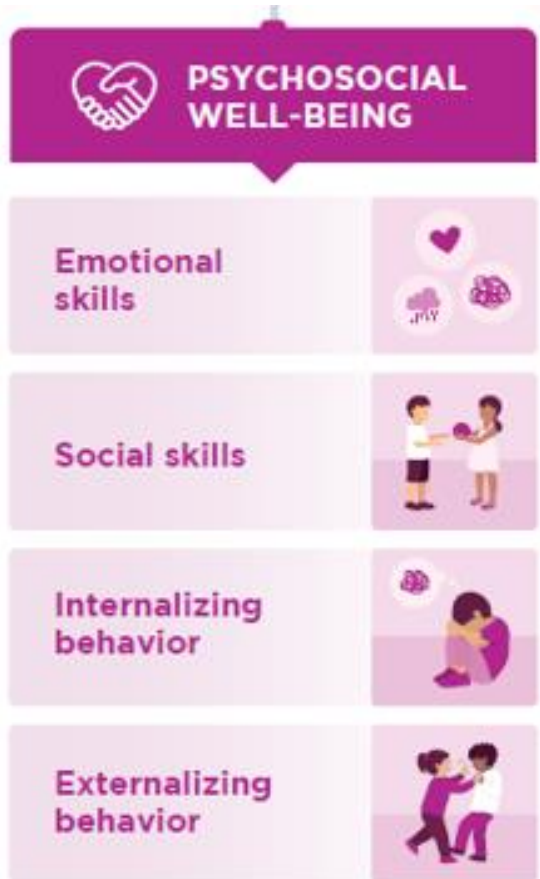 PSYCHOSOCIAL
WELL-BEING
Emotional
skills
Social skills
Internalizing
behavior
Externalizing
behavior